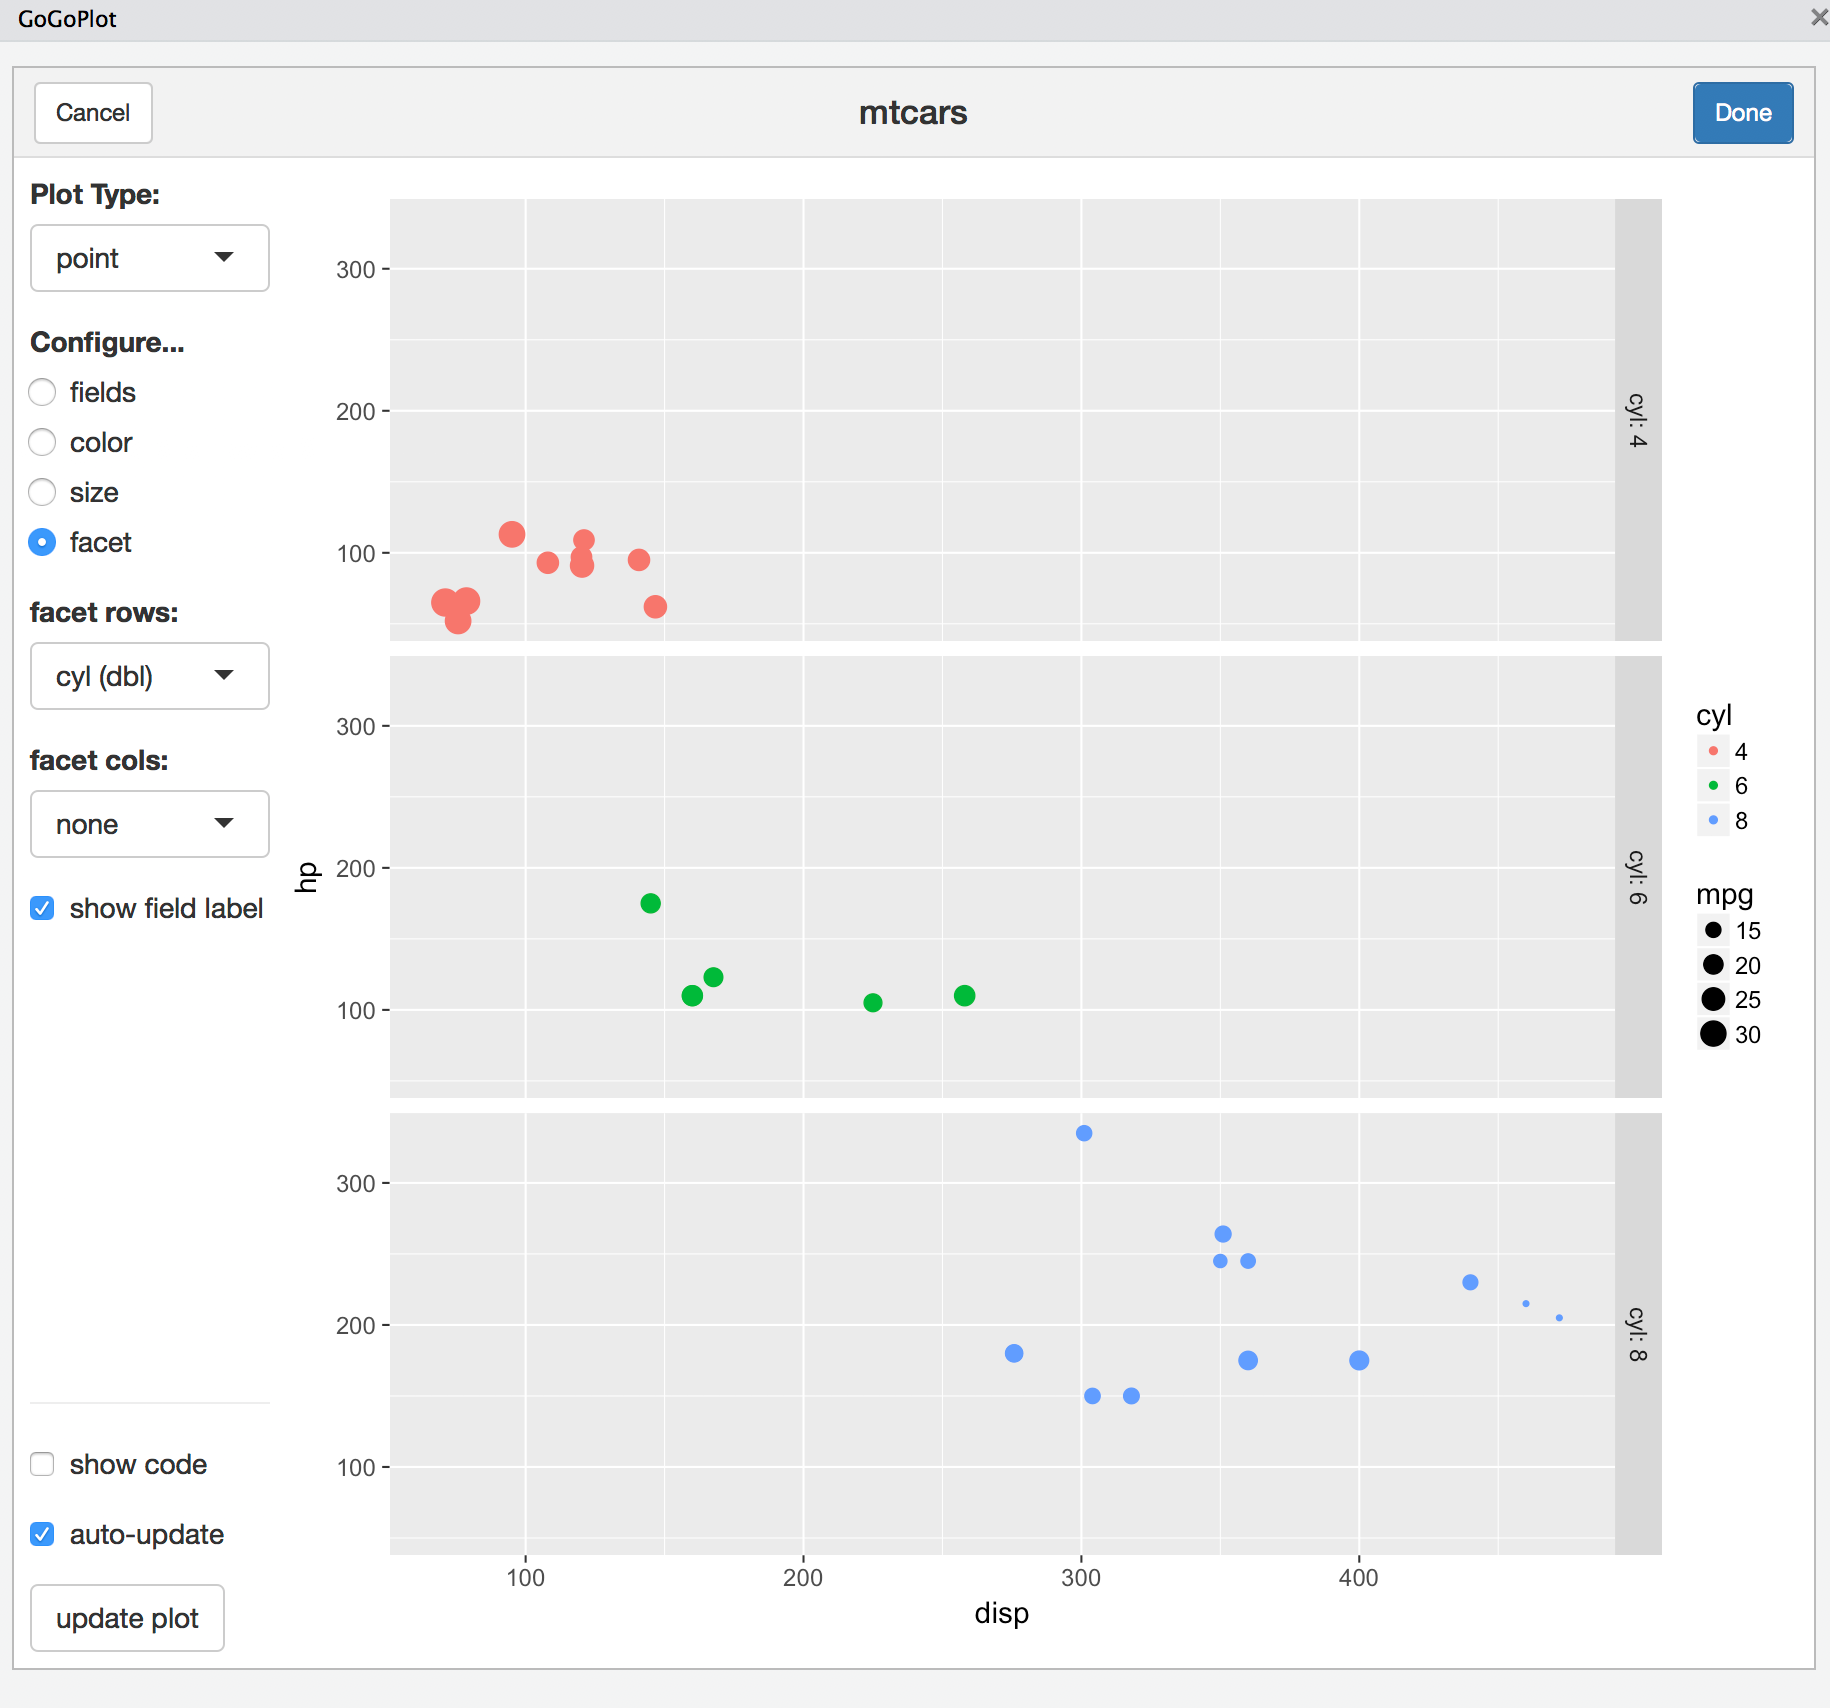 GoGoPlot
Cancel
mtcars
Done
Plot Type:
point
Configure...
fields
color
size
facet
facet rows:
cyl (dbl)
facet cols:
none
show field label
show code
auto-update
update plot
hp
300
200
100
cyl: 4
300
200
100
cyl: 6
300
200
100
cyl: 8
100 200 300 400
disp
cyl
4
6
8
mpg
15
20
25
30